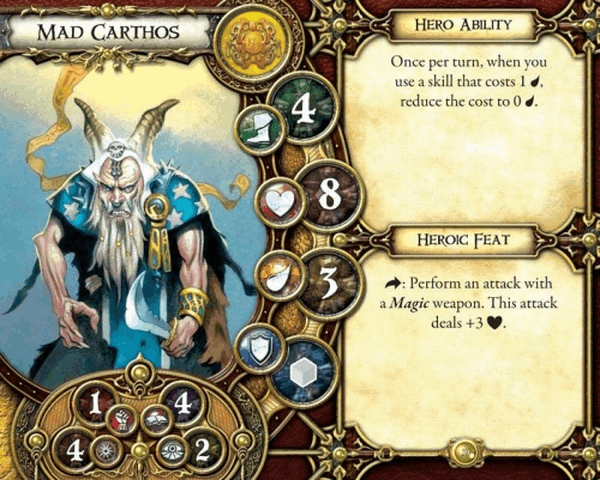 MAD CARTHOS
4
8
3
1
4
4
2
HERO ABILITY
Once per turn, when you
use a skill that costs 1 ,
reduce the cost to 0 .
HEROIC FEAT
: Perform an attack with
a Magic weapon. This attack
deals +3 .